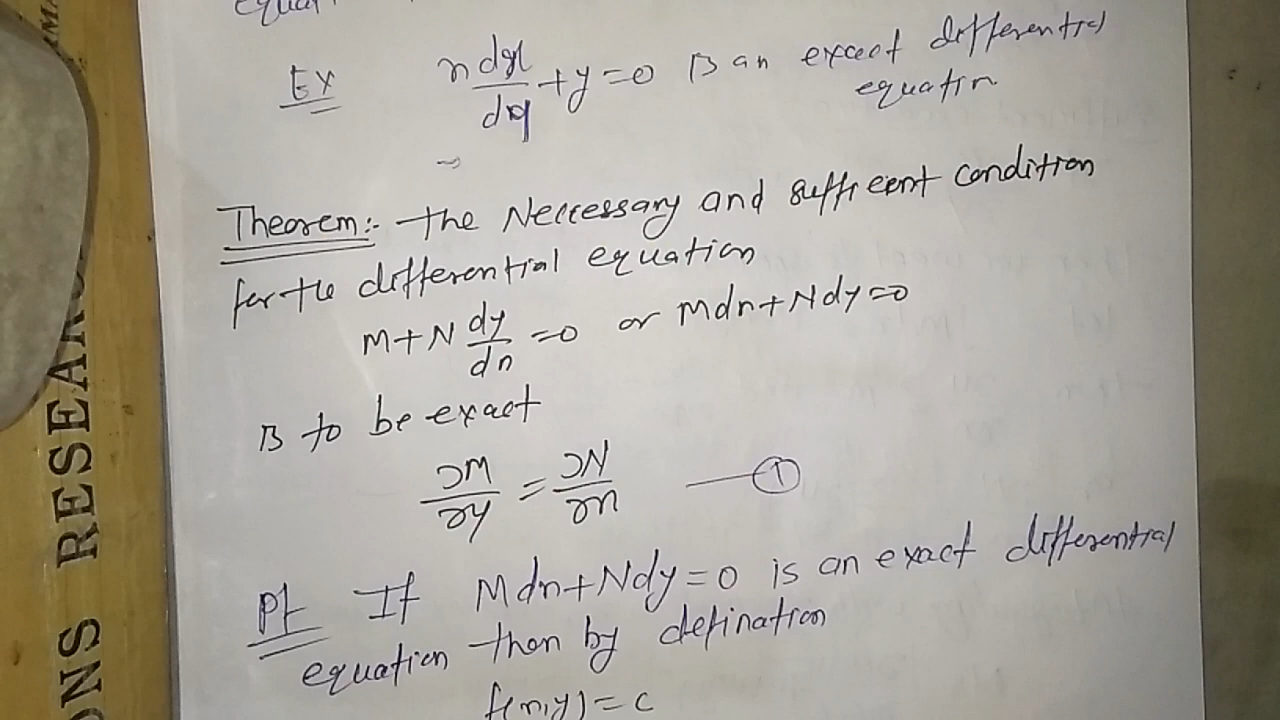 Ex x dy/dx + y = 0 is an exact differential
equation
Theorem:- The Neccessary and sufficient condition
for the differential equation
M + N dy/dx = 0 or Mdx + Ndy = 0
is to be exact
∂M/∂y = ∂N/∂x —①
Pf If Mdx + Ndy = 0 is an exact differential
equation then by defination
f(x,y) = c
RESEAR
ONS